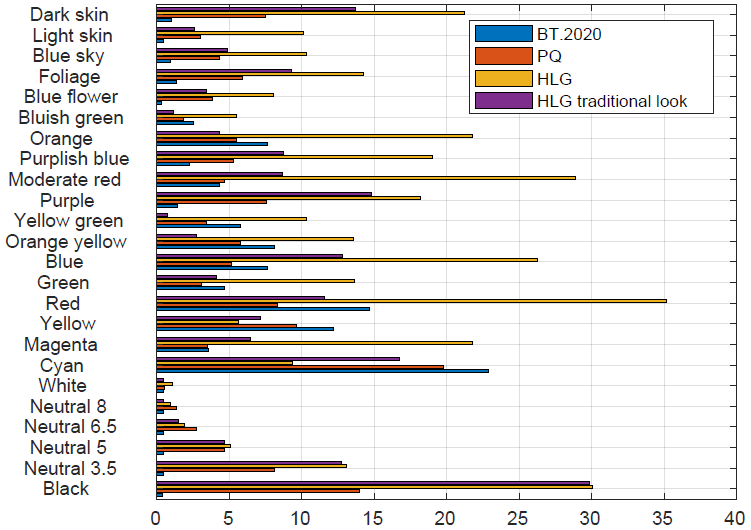 Dark skin
Light skin
Blue sky
Foliage
Blue flower
Bluish green
Orange
Purplish blue
Moderate red
Purple
Yellow green
Orange yellow
Blue
Green
Red
Yellow
Magenta
Cyan
White
Neutral 8
Neutral 6.5
Neutral 5
Neutral 3.5
Black
BT.2020
PQ
HLG
HLG traditional look
0 5 10 15 20 25 30 35 40